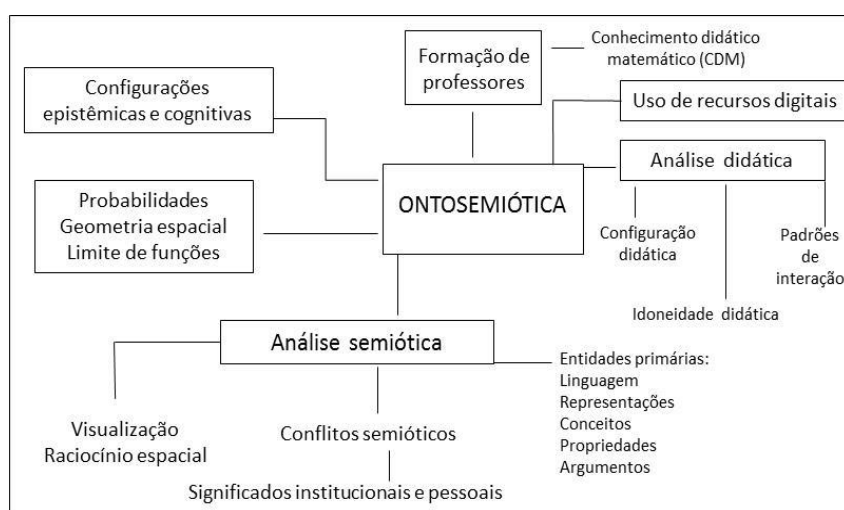 Formação de
professores
Conhecimento didático
matemático (CDM)
Configurações
epistêmicas e cognitivas
Uso de recursos digitais
Análise didática
ONTOSEMIÓTICA
Probabilidades
Geometria espacial
Limite de funções
Configuração
didática
Padrões
de
interação
Idoneidade didática
Análise semiótica
Entidades primárias:
Linguagem
Representações
Conceitos
Propriedades
Argumentos
Visualização
Raciocínio espacial
Conflitos semióticos
Significados institucionais e pessoais